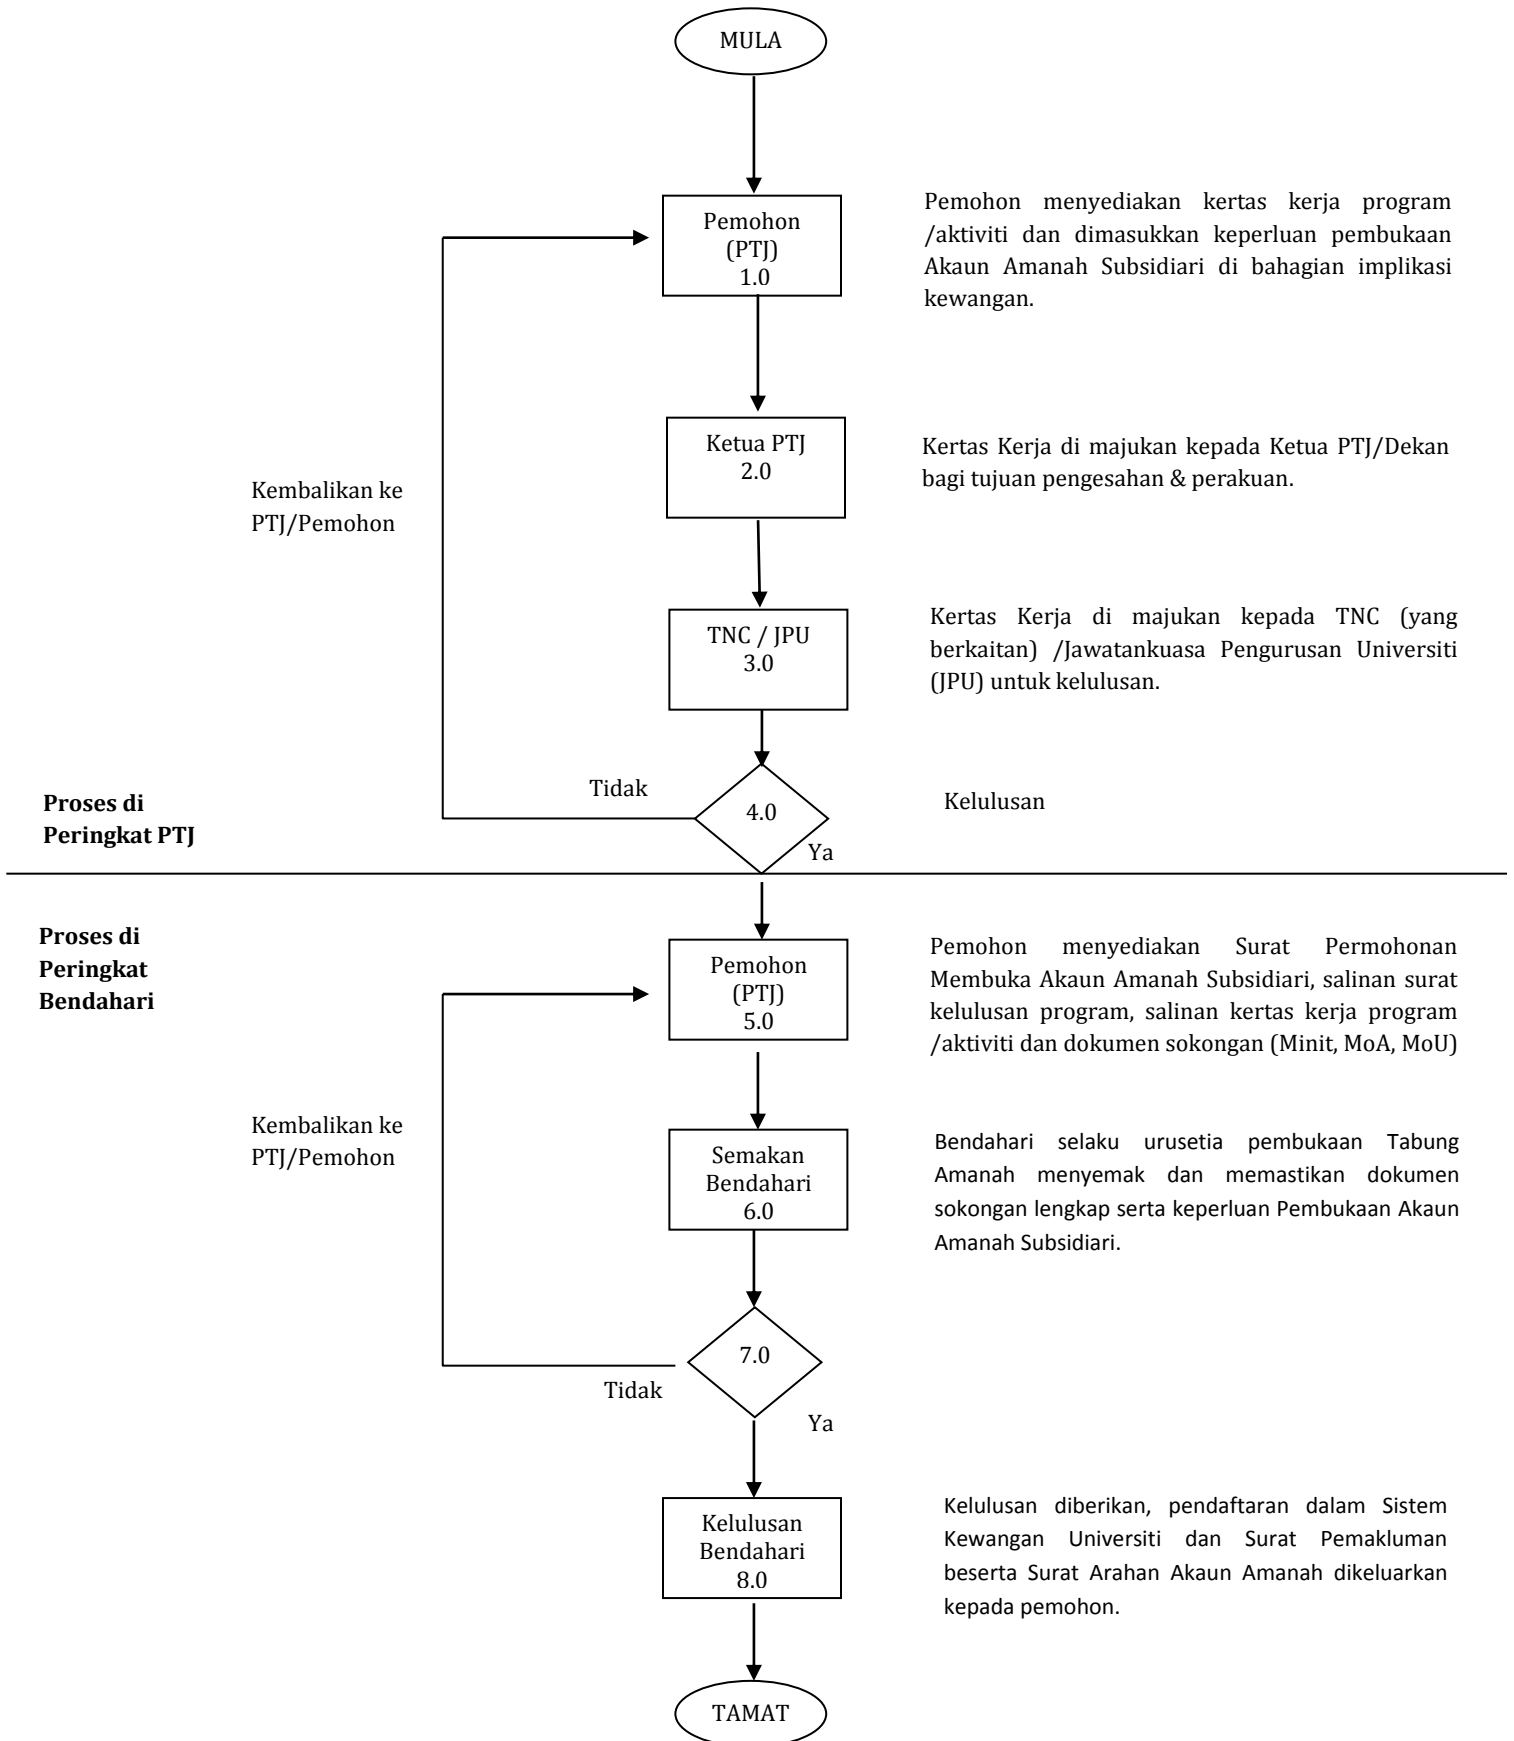 MULA
Pemohon
(PTJ)
1.0
Pemohon menyediakan kertas kerja program
/aktiviti dan dimasukkan keperluan pembukaan
Akaun Amanah Subsidiari di bahagian implikasi
kewangan.
Ketua PTJ
2.0
Kertas Kerja di majukan kepada Ketua PTJ/Dekan
bagi tujuan pengesahan & perakuan.
Kembalikan ke
PTJ/Pemohon
TNC / JPU
3.0
Kertas Kerja di majukan kepada TNC (yang
berkaitan) /Jawatankuasa Pengurusan Universiti
(JPU) untuk kelulusan.
Tidak
4.0
Kelulusan
Ya
Proses di
Peringkat PTJ
Proses di
Peringkat
Bendahari
Pemohon
(PTJ)
5.0
Pemohon menyediakan Surat Permohonan
Membuka Akaun Amanah Subsidiari, salinan surat
kelulusan program, salinan kertas kerja program
/aktiviti dan dokumen sokongan (Minit, MoA, MoU)
Kembalikan ke
PTJ/Pemohon
Semakan
Bendahari
6.0
Bendahari selaku urusetia pembukaan Tabung
Amanah menyemak dan memastikan dokumen
sokongan lengkap serta keperluan Pembukaan Akaun
Amanah Subsidiari.
7.0
Tidak
Ya
Kelulusan
Bendahari
8.0
Kelulusan diberikan, pendaftaran dalam Sistem
Kewangan Universiti dan Surat Pemakluman
beserta Surat Arahan Akaun Amanah dikeluarkan
kepada pemohon.
TAMAT